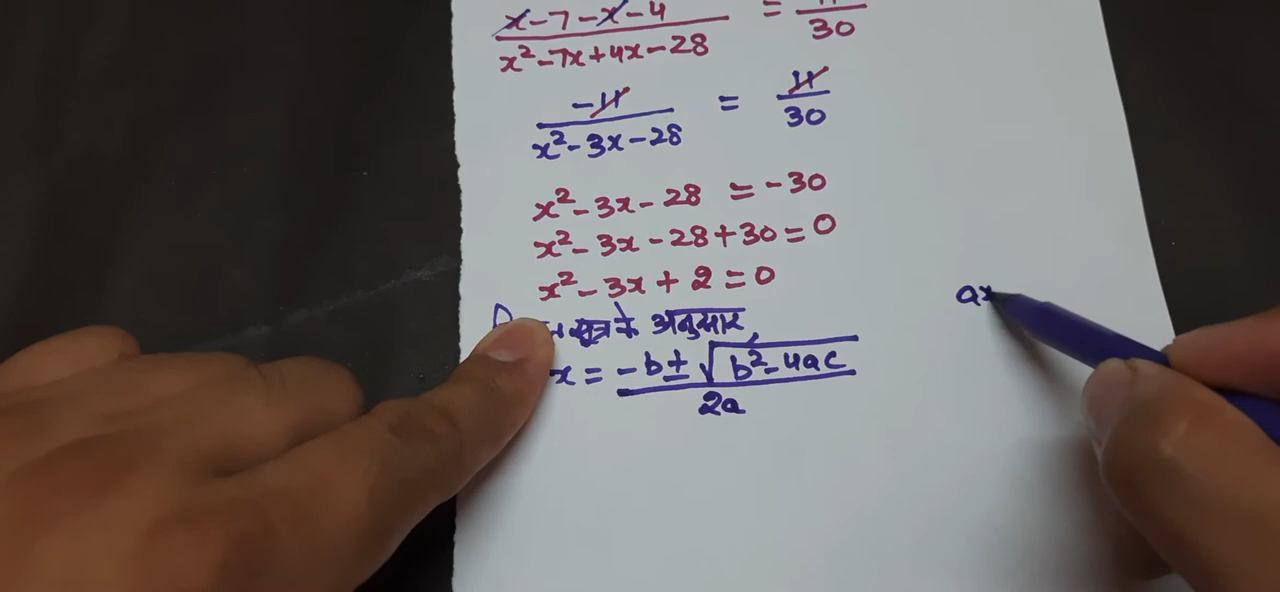 x-7-x-4 / x²-7x+4x-28 = 11/30
-11 / x²-3x-28 = 11/30
x²-3x-28 = -30
x²-3x-28+30=0
x²-3x+2=0
सूत्र के अनुसार,
x = -b± √b²-4ac / 2a
ax